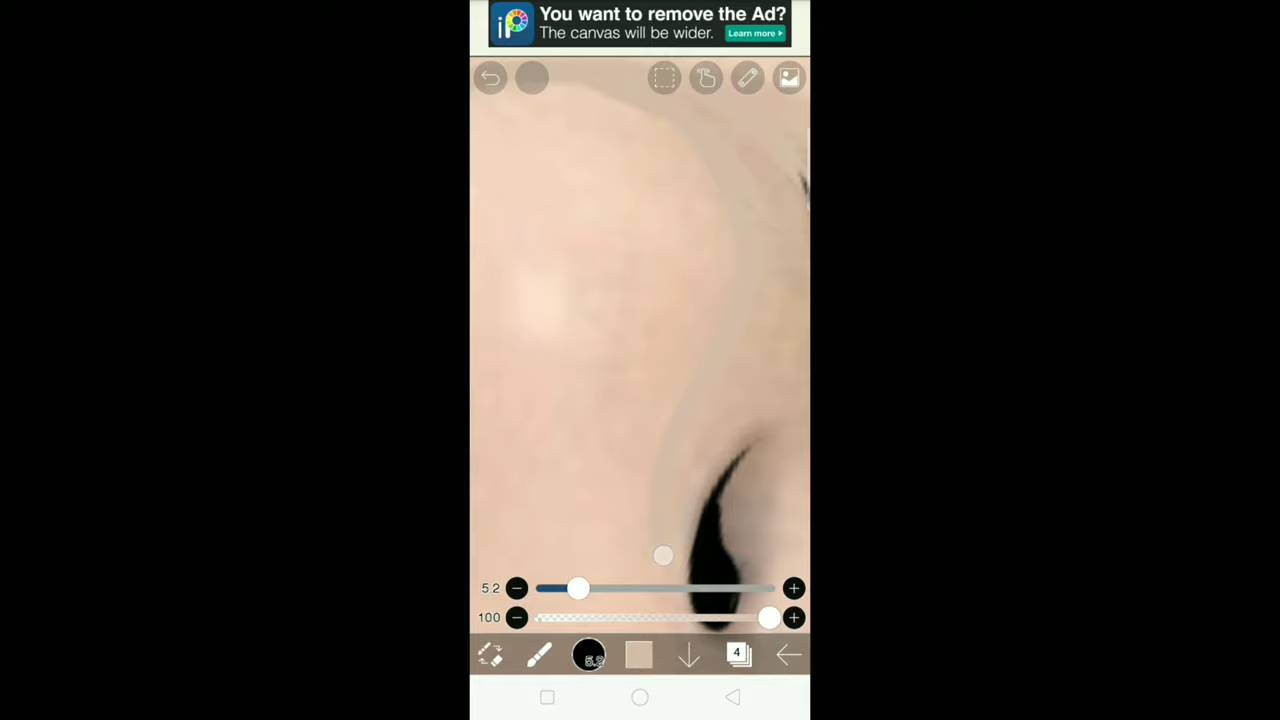 iP
You want to remove the Ad?
The canvas will be wider.
Learn more
5.2
100
5.2
4